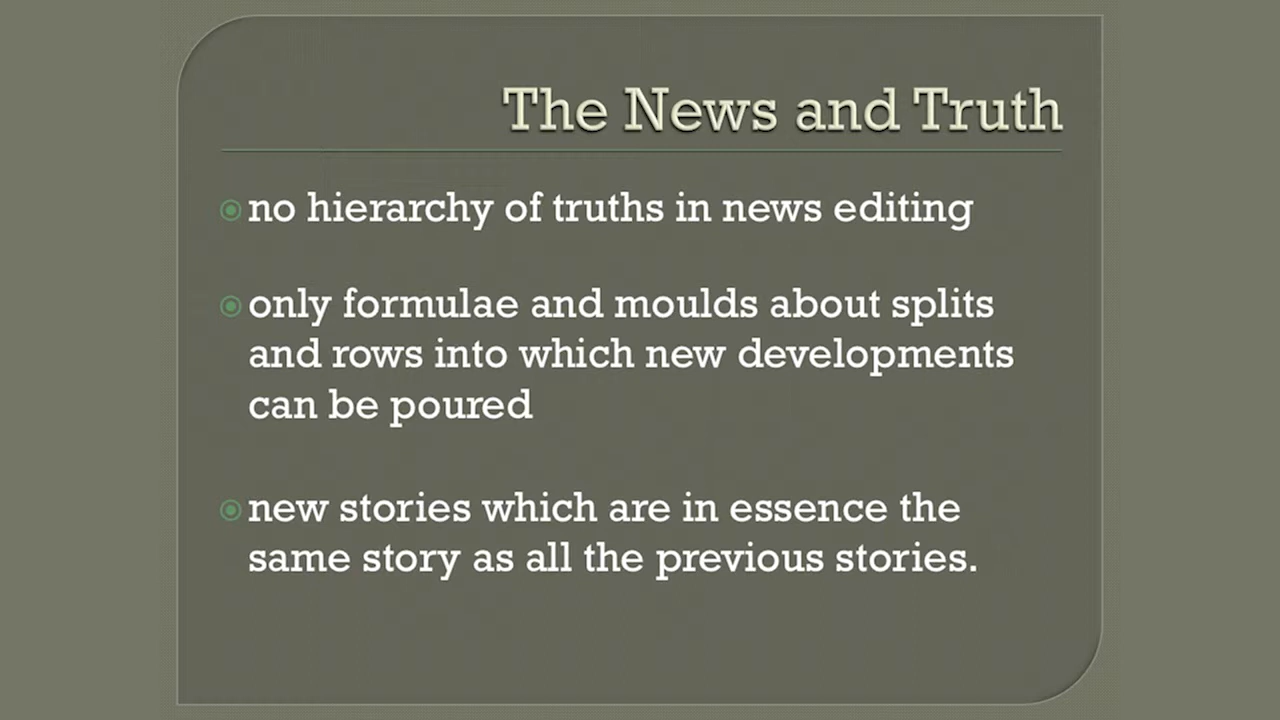 The News and Truth
no hierarchy of truths in news editing
only formulae and moulds about splits
and rows into which new developments
can be poured
new stories which are in essence the
same story as all the previous stories.